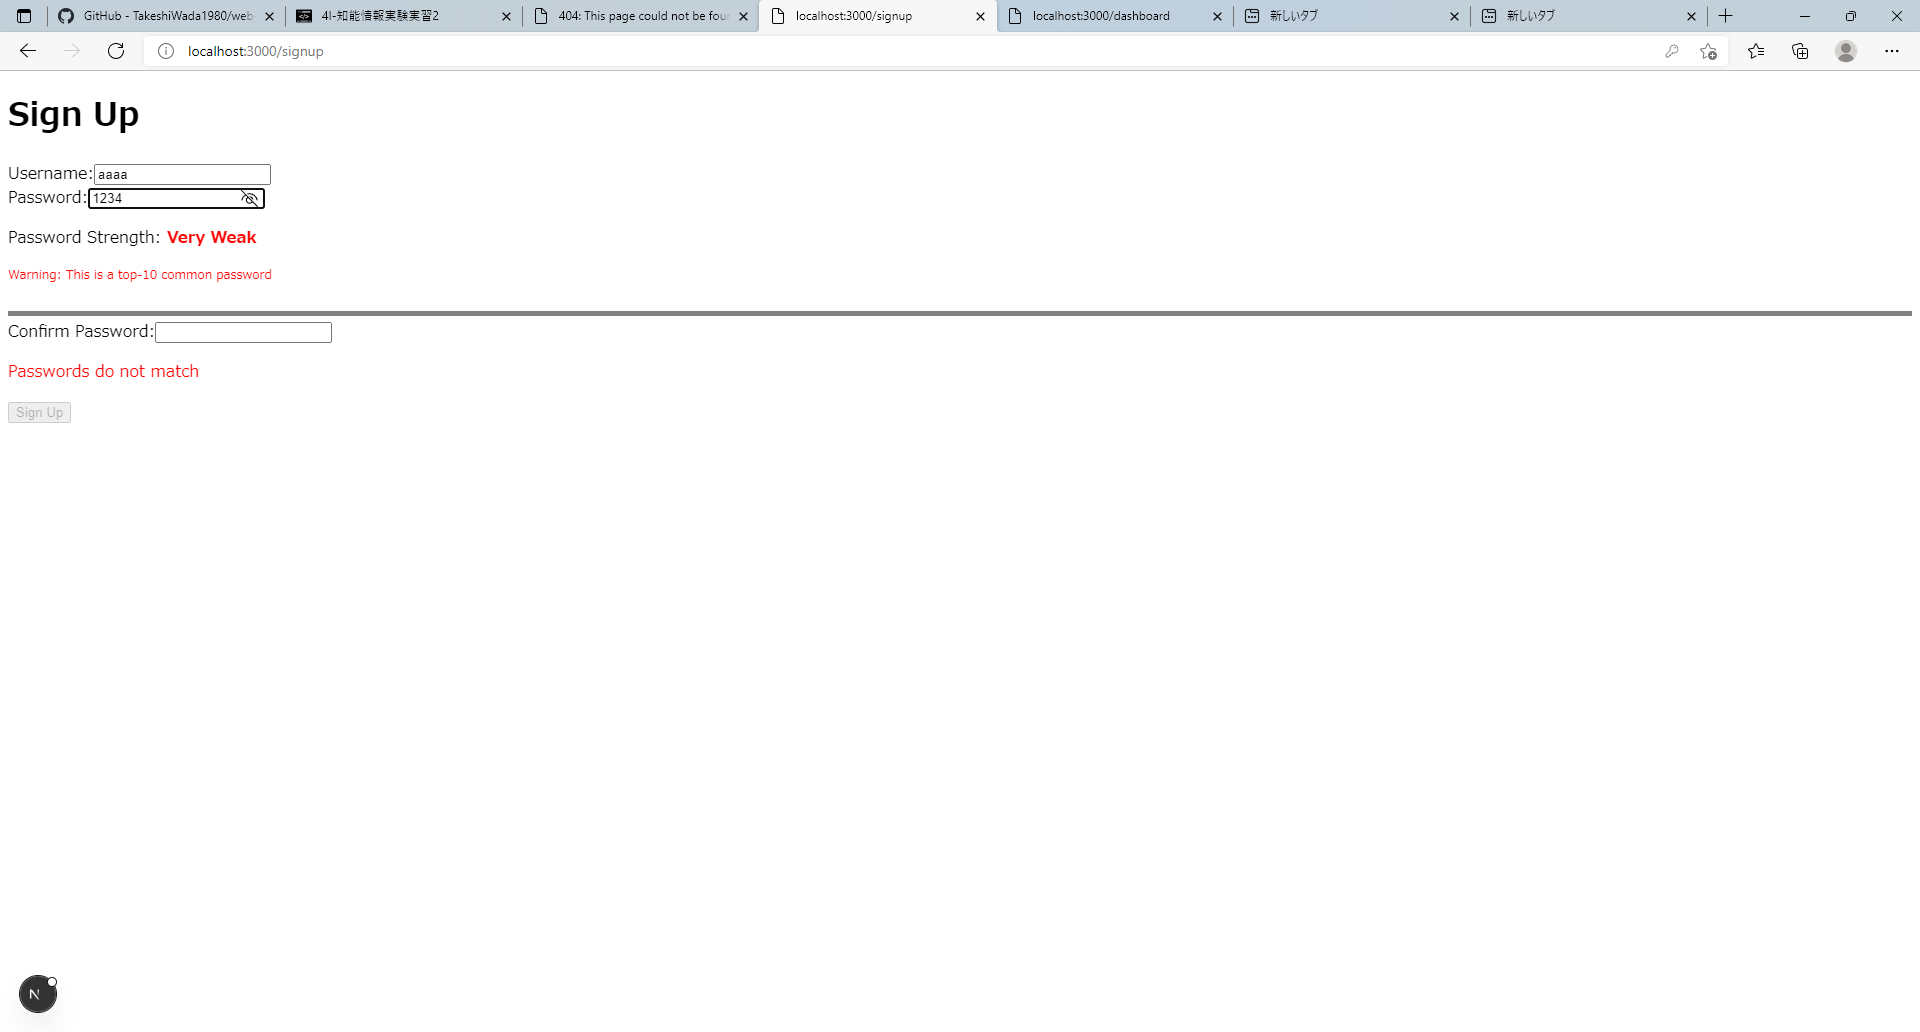 GitHub - TakeshiWada1980/web
4I-知能情報実験実習2
404: This page could not be four
localhost:3000/signup
localhost:3000/dashboard
新しいタブ
新しいタブ
localhost:3000/signup
Sign Up
Username: aaaa
Password: 1234
Password Strength: Very Weak
Warning: This is a top-10 common password
Confirm Password:
Passwords do not match
Sign Up
N